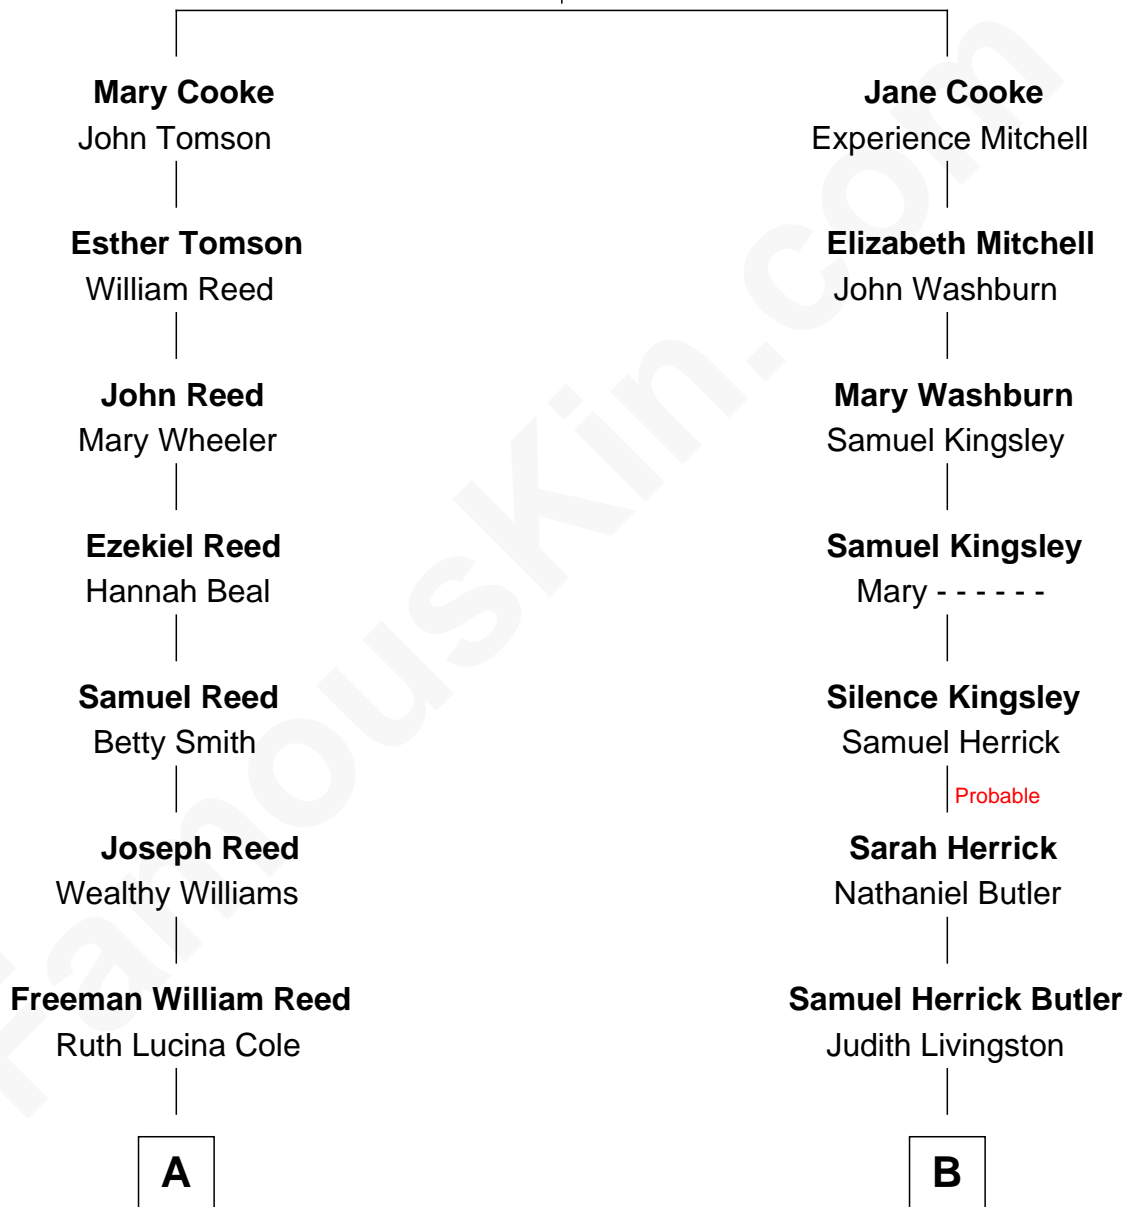 Mary Cooke
John Tomson
Jane Cooke
Experience Mitchell
Esther Tomson
William Reed
Elizabeth Mitchell
John Washburn
John Reed
Mary Wheeler
Mary Washburn
Samuel Kingsley
Ezekiel Reed
Hannah Beal
Samuel Kingsley
Mary - - - - - -
Samuel Reed
Betty Smith
Silence Kingsley
Samuel Herrick
Probable
Joseph Reed
Wealthy Williams
Sarah Herrick
Nathaniel Butler
Freeman William Reed
Ruth Lucina Cole
Samuel Herrick Butler
Judith Livingston
A
B
FamousKin.com